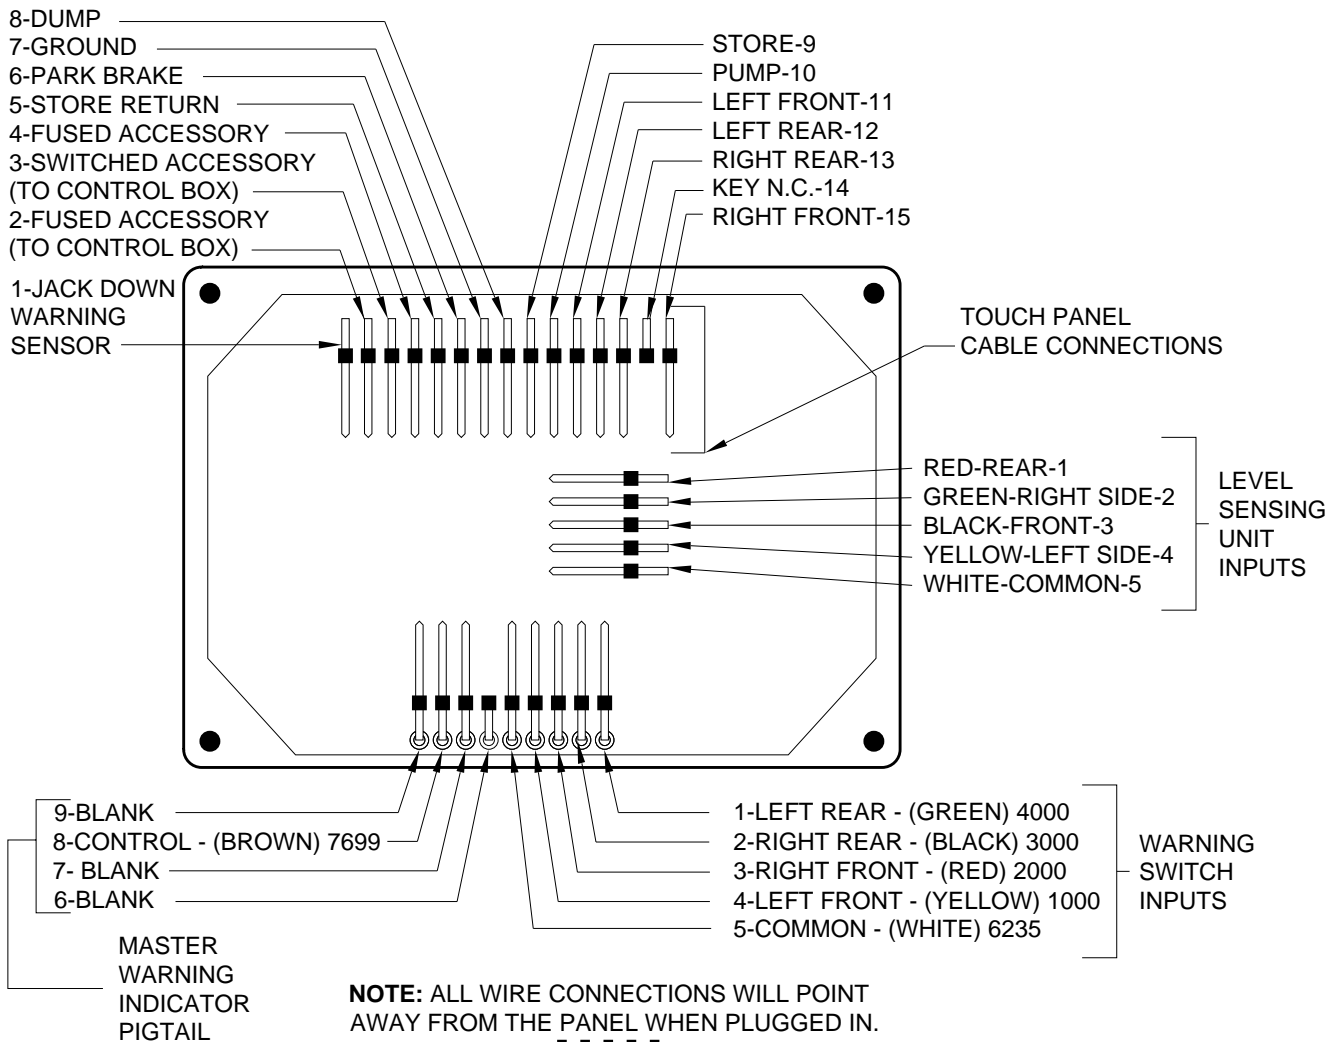 8-DUMP
7-GROUND
6-PARK BRAKE
5-STORE RETURN
4-FUSED ACCESSORY
3-SWITCHED ACCESSORY
(TO CONTROL BOX)
2-FUSED ACCESSORY
(TO CONTROL BOX)
1-JACK DOWN
WARNING
SENSOR
STORE-9
PUMP-10
LEFT FRONT-11
LEFT REAR-12
RIGHT REAR-13
KEY N.C.-14
RIGHT FRONT-15
TOUCH PANEL
CABLE CONNECTIONS
RED-REAR-1
GREEN-RIGHT SIDE-2
BLACK-FRONT-3
YELLOW-LEFT SIDE-4
WHITE-COMMON-5
LEVEL
SENSING
UNIT
INPUTS
9-BLANK
8-CONTROL - (BROWN) 7699
7- BLANK
6-BLANK
MASTER
WARNING
INDICATOR
PIGTAIL
1-LEFT REAR - (GREEN) 4000
2-RIGHT REAR - (BLACK) 3000
3-RIGHT FRONT - (RED) 2000
4-LEFT FRONT - (YELLOW) 1000
5-COMMON - (WHITE) 6235
WARNING
SWITCH
INPUTS
NOTE: ALL WIRE CONNECTIONS WILL POINT
AWAY FROM THE PANEL WHEN PLUGGED IN.